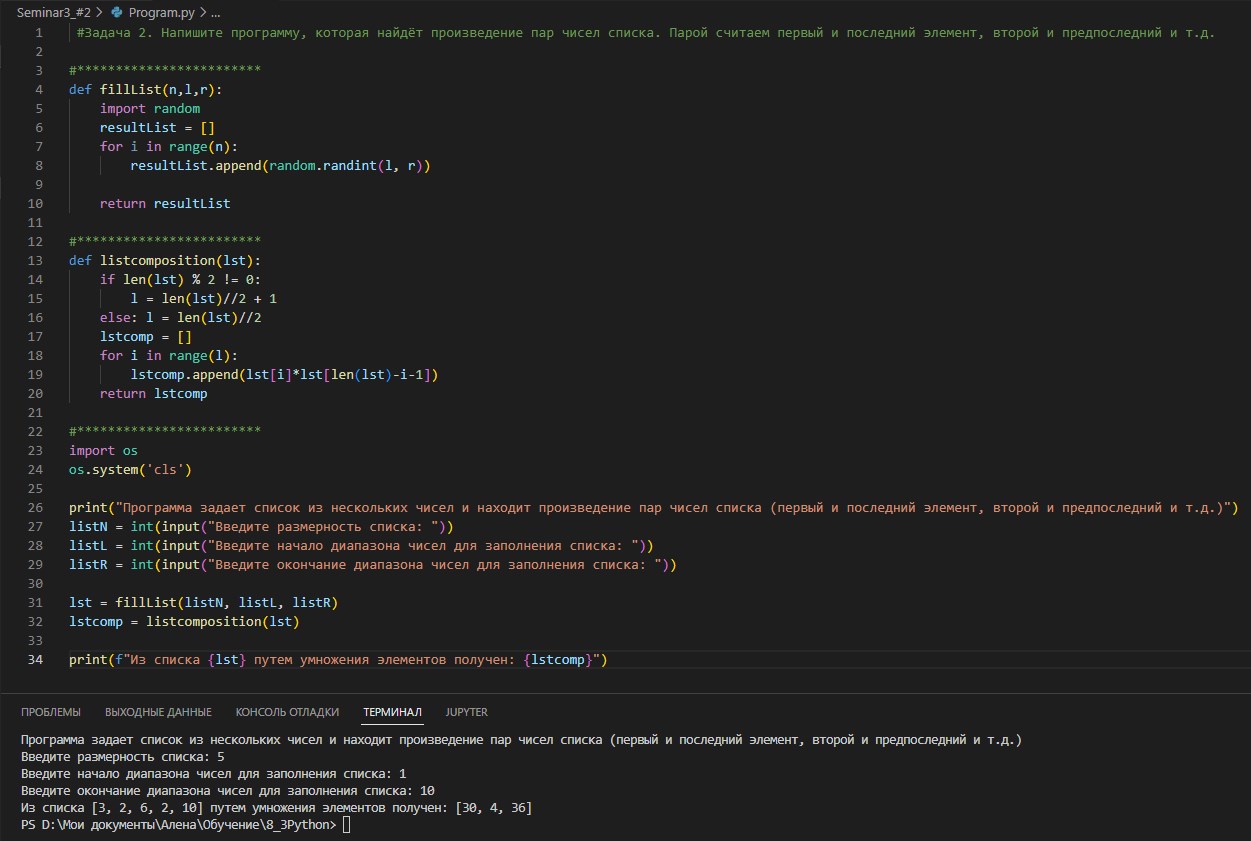 Seminar3_#2 > Program.py > ...
1 #Задача 2. Напишите программу, которая найдёт произведение пар чисел списка. Парой считаем первый и последний элемент, второй и предпоследний и т.д.
2
3 #************************
4 def fillList(n,l,r):
5     import random
6     resultList = []
7     for i in range(n):
8         resultList.append(random.randint(l, r))
9
10     return resultList
11
12 #************************
13 def listcomposition(lst):
14     if len(lst) % 2 != 0:
15         l = len(lst)//2 + 1
16     else: l = len(lst)//2
17     lstcomp = []
18     for i in range(l):
19         lstcomp.append(lst[i]*lst[len(lst)-i-1])
20     return lstcomp
21
22 #************************
23 import os
24 os.system('cls')
25
26 print("Программа задает список из нескольких чисел и находит произведение пар чисел списка (первый и последний элемент, второй и предпоследний и т.д.)")
27 listN = int(input("Введите размерность списка: "))
28 listL = int(input("Введите начало диапазона чисел для заполнения списка: "))
29 listR = int(input("Введите окончание диапазона чисел для заполнения списка: "))
30
31 lst = fillList(listN, listL, listR)
32 lstcomp = listcomposition(lst)
33
34 print(f"Из списка {lst} путем умножения элементов получен: {lstcomp}")
ПРОБЛЕМЫ ВЫХОДНЫЕ ДАННЫЕ КОНСОЛЬ ОТЛАДКИ ТЕРМИНАЛ JUPYTER
Программа задает список из нескольких чисел и находит произведение пар чисел списка (первый и последний элемент, второй и предпоследний и т.д.)
Введите размерность списка: 5
Введите начало диапазона чисел для заполнения списка: 1
Введите окончание диапазона чисел для заполнения списка: 10
Из списка [3, 2, 6, 2, 10] путем умножения элементов получен: [30, 4, 36]
PS D:\Мои документы\Алена\Обучение\8_3Python>